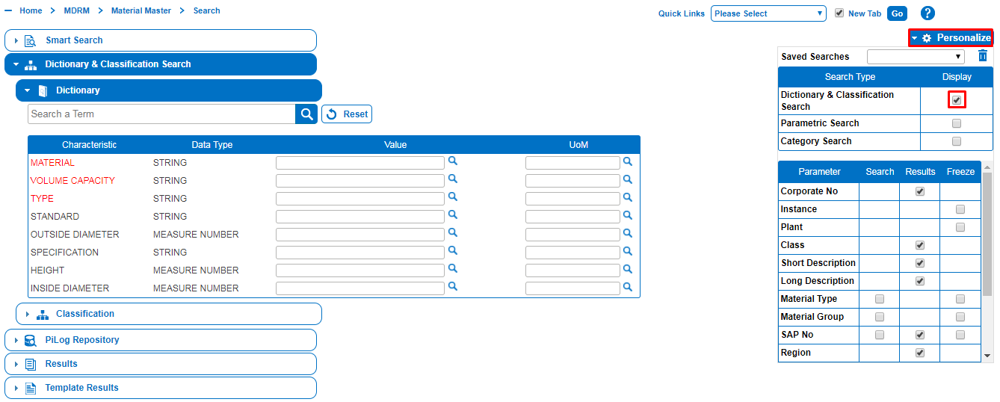 Home > MDRM > Material Master > Search
Quick Links Please Select New Tab Go ?
Smart Search
Personalize
Saved Searches
Dictionary & Classification Search
Search Type Display
Dictionary
Dictionary & Classification
Search
Search a Term Reset
Parametric Search
Category Search
Characteristic Data Type Value UoM
MATERIAL STRING
VOLUME CAPACITY STRING
TYPE STRING
STANDARD STRING
OUTSIDE DIAMETER MEASURE NUMBER
SPECIFICATION STRING
HEIGHT MEASURE NUMBER
INSIDE DIAMETER MEASURE NUMBER
Parameter Search Results Freeze
Corporate No
Instance
Plant
Class
Short Description
Long Description
Material Type
Material Group
SAP No
Region
Classification
PiLog Repository
Results
Template Results